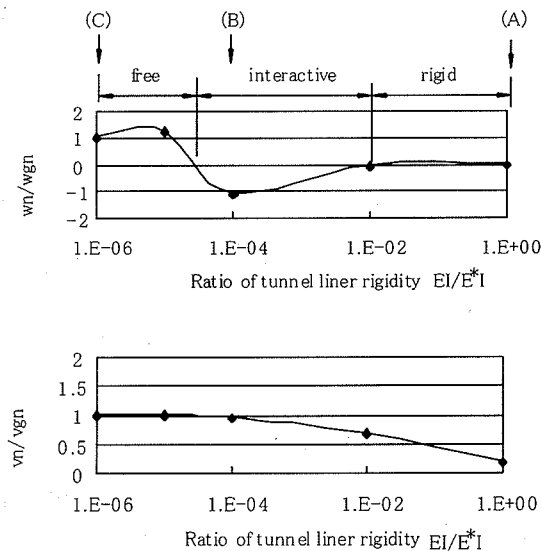 (C) (B) (A)
free interactive rigid
2
1
0
-1
-2
wn/wgn
1.E-06 1.E-04 1.E-02 1.E+00
Ratio of tunnel liner rigidity EI/E*I
2
1.5
1
0.5
0
vn/vgn
1.E-06 1.E-04 1.E-02 1.E+00
Ratio of tunnel liner rigidity EI/E*I